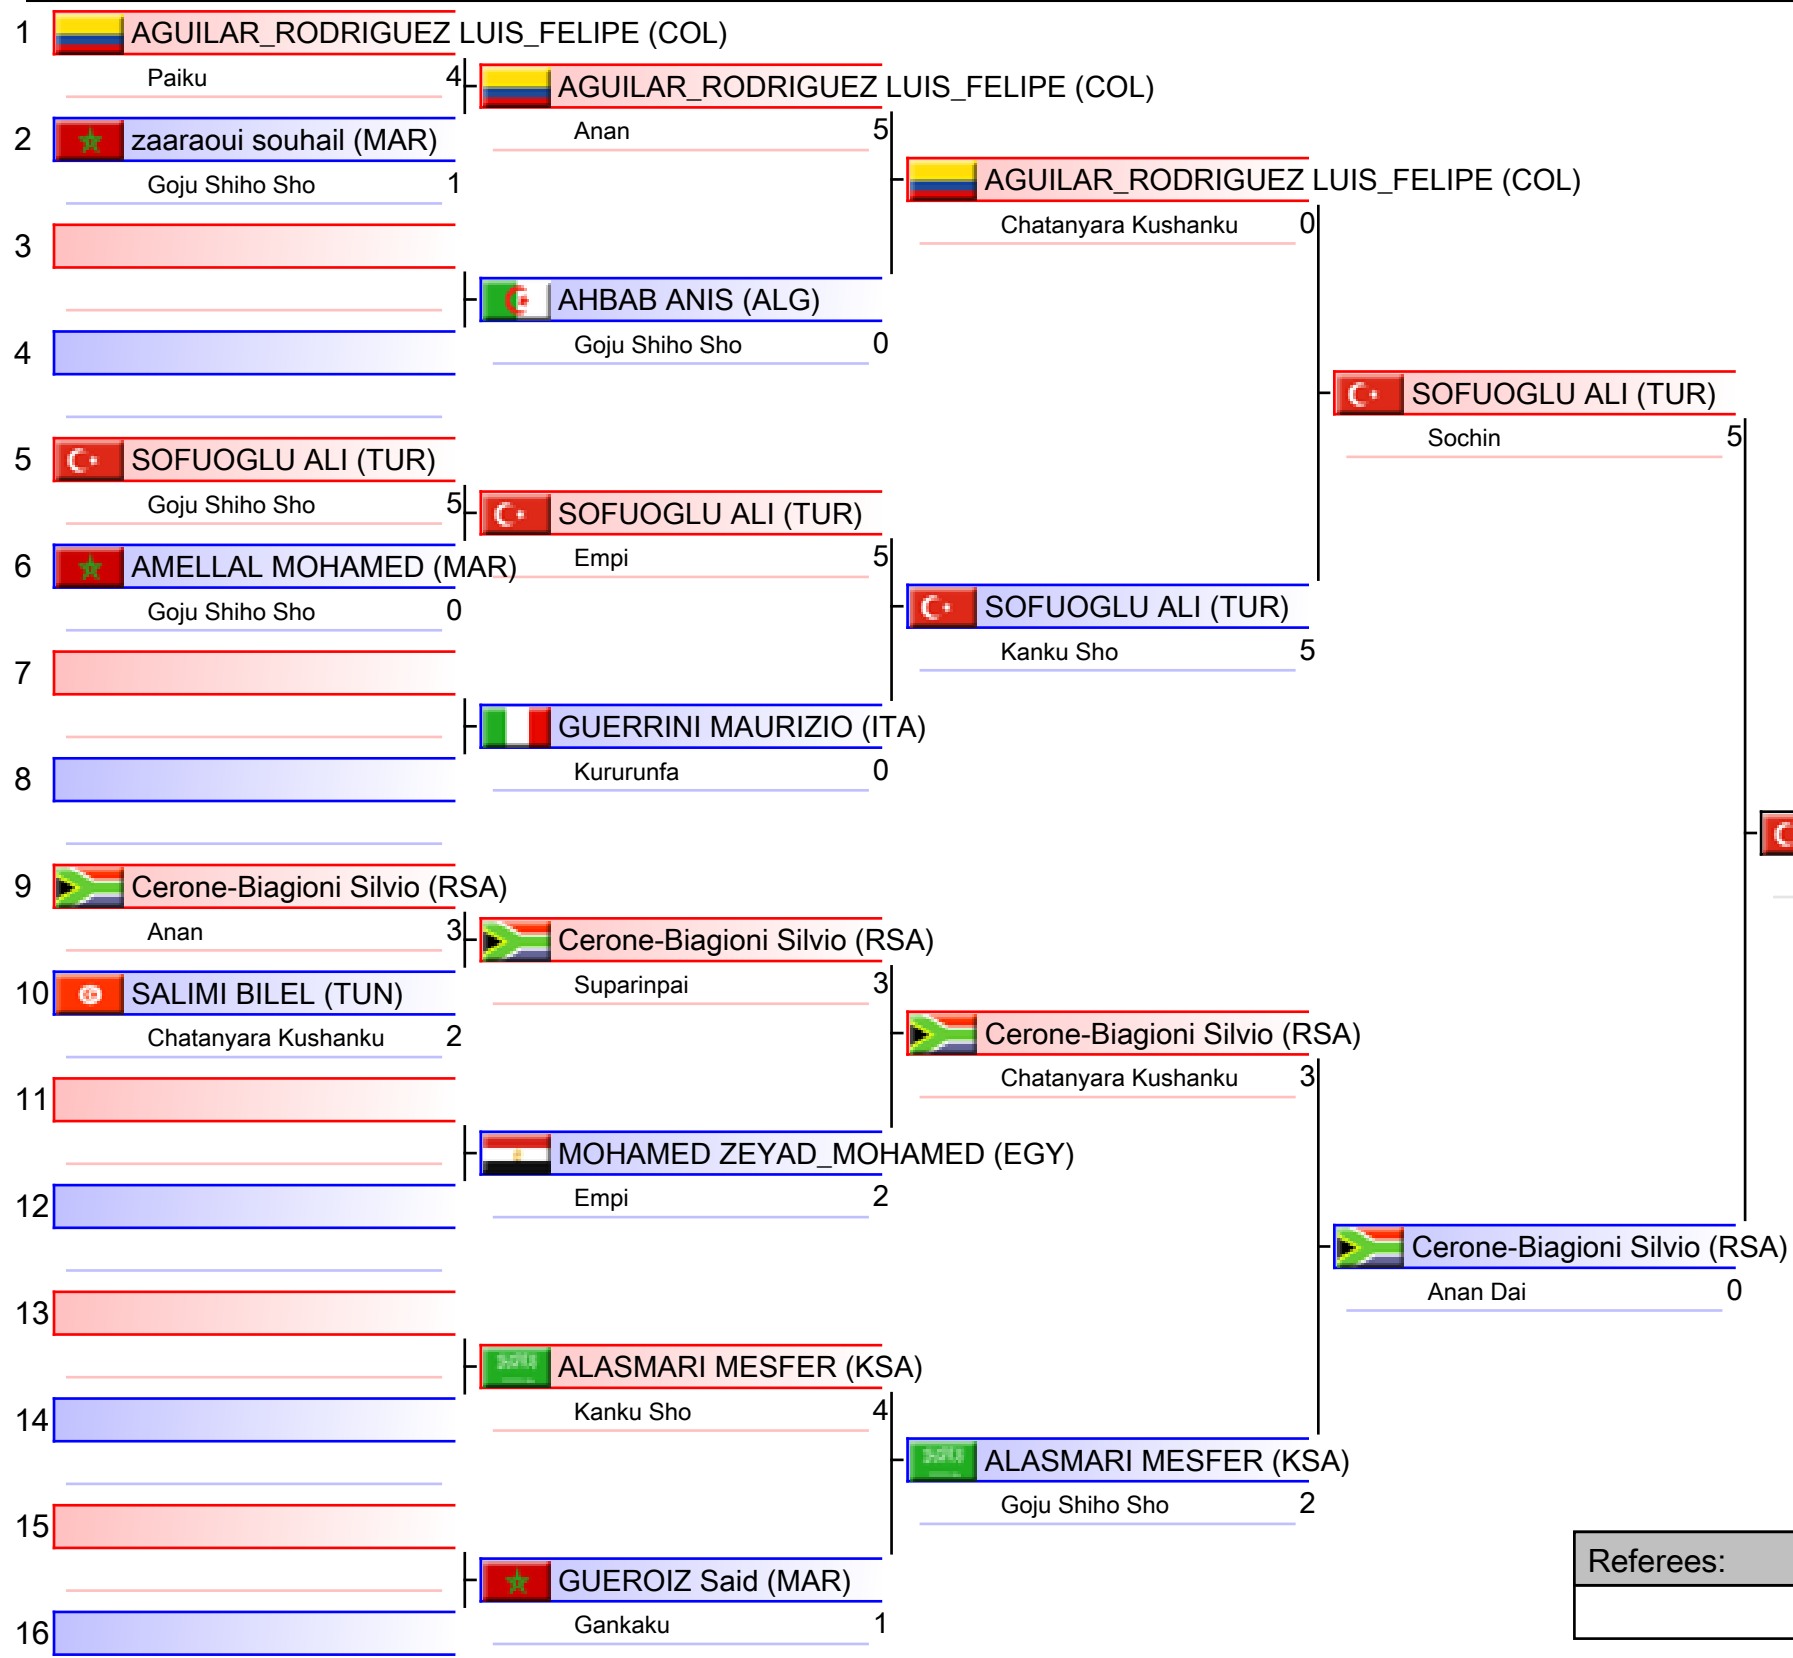 1 AGUILAR_RODRIGUEZ LUIS_FELIPE (COL)
Paiku 4
2 zaaraoui souhail (MAR)
Goju Shiho Sho 1
3
4
5 SOFUOGLU ALI (TUR)
Goju Shiho Sho 5
6 AMELLAL MOHAMED (MAR)
Goju Shiho Sho 0
7
8
9 Cerone-Biagioni Silvio (RSA)
Anan 3
10 SALIMI BILEL (TUN)
Chatanyara Kushanku 2
11
12
13
14
15
16
AGUILAR_RODRIGUEZ LUIS_FELIPE (COL)
Anan 5
AHBAB ANIS (ALG)
Goju Shiho Sho 0
SOFUOGLU ALI (TUR)
Empi 5
GUERRINI MAURIZIO (ITA)
Kururunfa 0
Cerone-Biagioni Silvio (RSA)
Suparinpai 3
MOHAMED ZEYAD_MOHAMED (EGY)
Empi 2
ALASMARI MESFER (KSA)
Kanku Sho 4
GUEROIZ Said (MAR)
Gankaku 1
AGUILAR_RODRIGUEZ LUIS_FELIPE (COL)
Chatanyara Kushanku 0
SOFUOGLU ALI (TUR)
Kanku Sho 5
Cerone-Biagioni Silvio (RSA)
Chatanyara Kushanku 3
ALASMARI MESFER (KSA)
Goju Shiho Sho 2
SOFUOGLU ALI (TUR)
Sochin 5
Cerone-Biagioni Silvio (RSA)
Anan Dai 0
Referees: